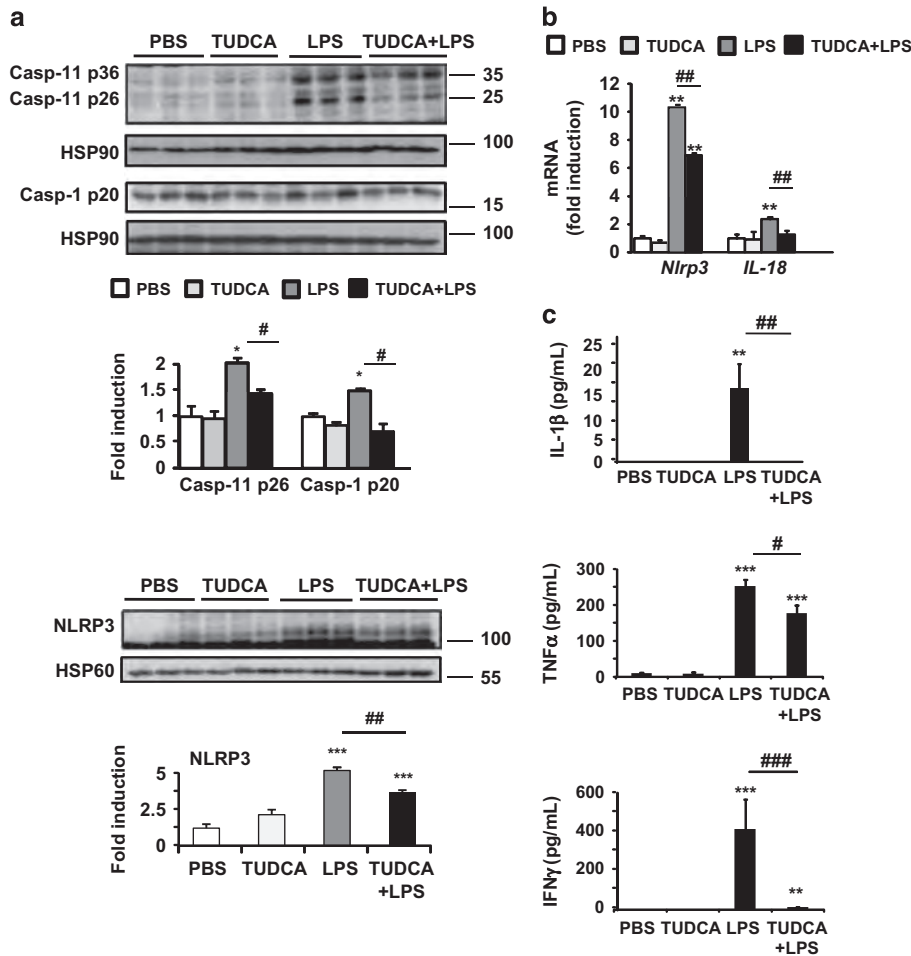 a
PBS TUDCA LPS TUDCA+LPS
Casp-11 p36 35
Casp-11 p26 25
HSP90 100
Casp-1 p20 15
HSP90 100
PBS TUDCA LPS TUDCA+LPS
Fold induction
2
1
0.5
0
* # * #
Casp-11 p26 Casp-1 p20
PBS TUDCA LPS TUDCA+LPS
NLRP3 100
HSP60 55
##
NLRP3 *** ***
Fold induction
5
2.5
0
PBS TUDCA LPS TUDCA
+LPS
b
PBS TUDCA LPS TUDCA+LPS
mRNA
(fold induction)
12
10
8
6
4
2
0
** ## **
** ##
Nlrp3 IL-18
c
IL-1β (pg/mL)
25
20
15
10
5
0
** ##
PBS TUDCA LPS TUDCA
+LPS
TNFα (pg/mL)
300
200
100
0
*** # ***
PBS TUDCA LPS TUDCA
+LPS
IFNγ (pg/mL)
600
400
200
0
*** ### **
PBS TUDCA LPS TUDCA
+LPS